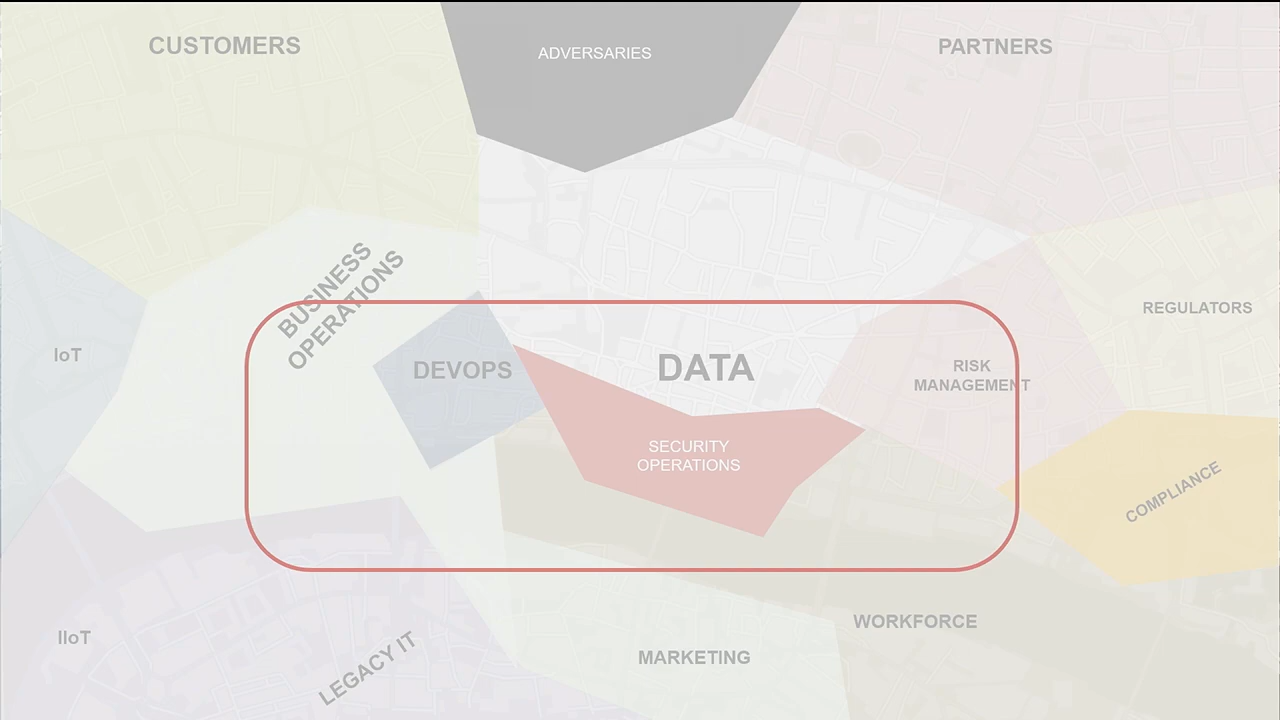 CUSTOMERS
ADVERSARIES
PARTNERS
BUSINESS
OPERATIONS
REGULATORS
IoT
DEVOPS
DATA
RISK
MANAGEMENT
SECURITY
OPERATIONS
COMPLIANCE
IIoT
LEGACY IT
MARKETING
WORKFORCE